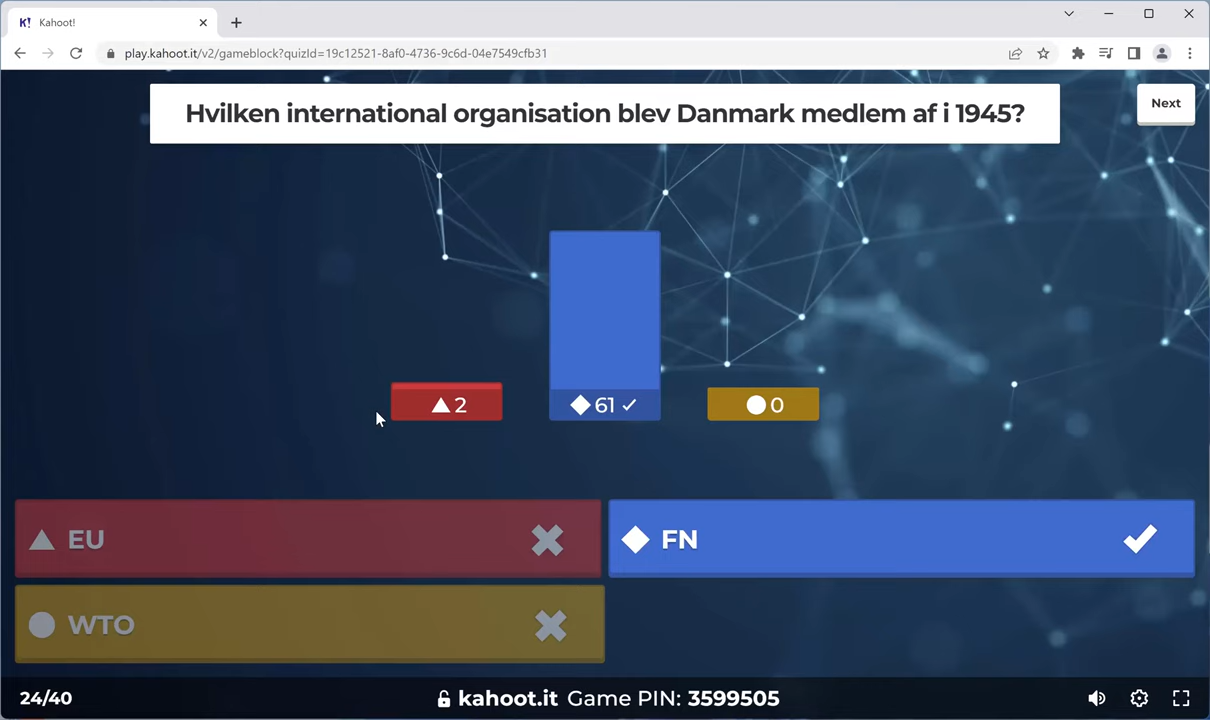 K! Kahoot!
play.kahoot.it/v2/gameblock?quizId=19c12521-8af0-4736-9c6d-04e7549cfb31
Hvilken international organisation blev Danmark medlem af i 1945?
Next
2
61
0
EU
FN
WTO
24/40
kahoot.it Game PIN: 3599505